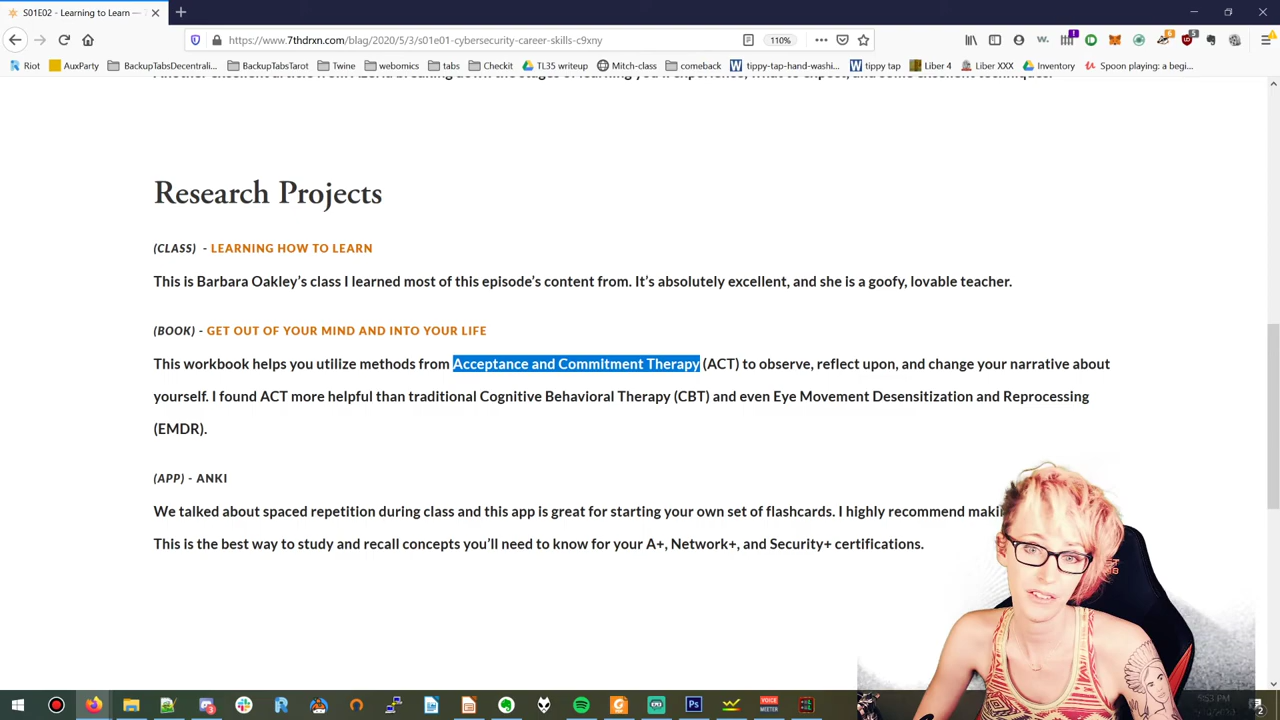 S01E02 - Learning to Learn —
https://www.7thdrxn.com/blag/2020/5/3/s01e01-cybersecurity-career-skills-c9xny
110%
Riot
AuxParty
BackupTabsDecentrali...
BackupTabsTarot
Twine
webomics
tabs
Checkit
TL35 writeup
Mitch-class
comeback
tippy-tap-hand-washi...
tippy tap
Liber 4
Liber XXX
Inventory
Spoon playing: a begi...
Research Projects
(CLASS) - LEARNING HOW TO LEARN
This is Barbara Oakley's class I learned most of this episode's content from. It's absolutely excellent, and she is a goofy, lovable teacher.
(BOOK) - GET OUT OF YOUR MIND AND INTO YOUR LIFE
This workbook helps you utilize methods from Acceptance and Commitment Therapy (ACT) to observe, reflect upon, and change your narrative about
yourself. I found ACT more helpful than traditional Cognitive Behavioral Therapy (CBT) and even Eye Movement Desensitization and Reprocessing
(EMDR).
(APP) - ANKI
We talked about spaced repetition during class and this app is great for starting your own set of flashcards. I highly recommend
This is the best way to study and recall concepts you'll need to know for your A+, Network+, and Security+ certifications.